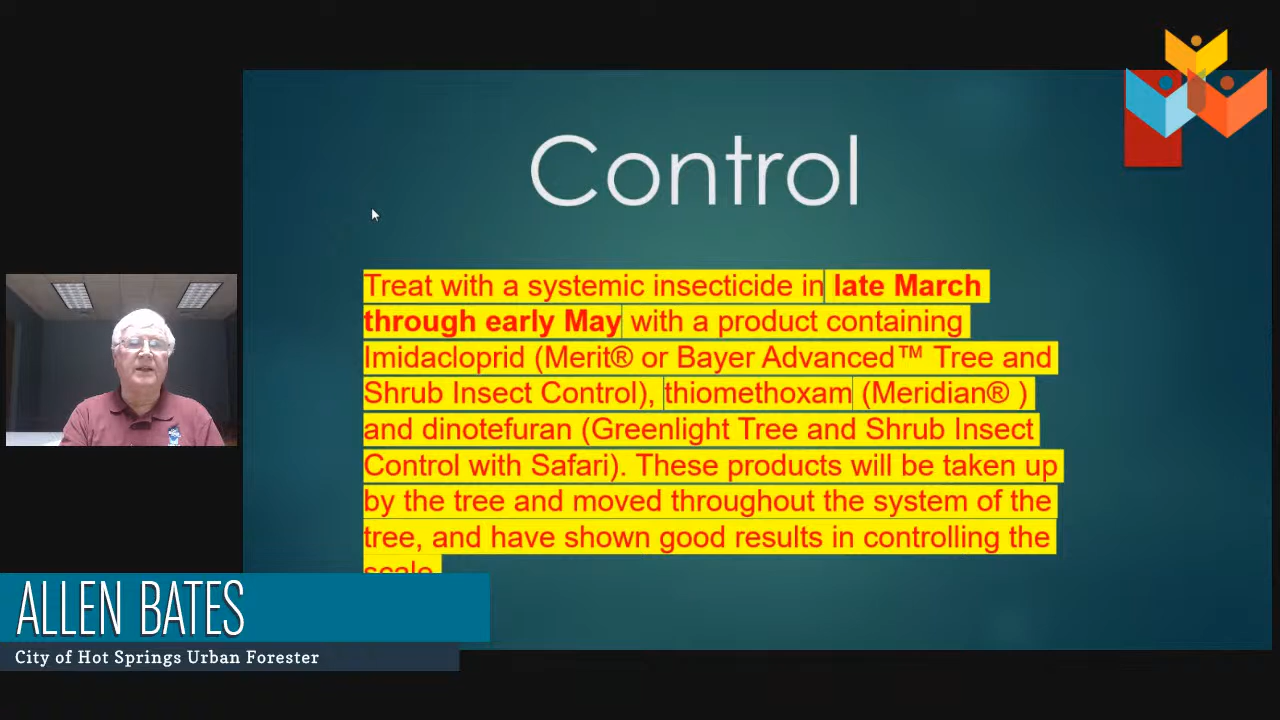 Control
Treat with a systemic insecticide in late March
through early May with a product containing
Imidacloprid (Merit® or Bayer Advanced™ Tree and
Shrub Insect Control), thiomethoxam (Meridian® )
and dinotefuran (Greenlight Tree and Shrub Insect
Control with Safari). These products will be taken up
by the tree and moved throughout the system of the
tree, and have shown good results in controlling the
scale
ALLEN BATES
City of Hot Springs Urban Forester